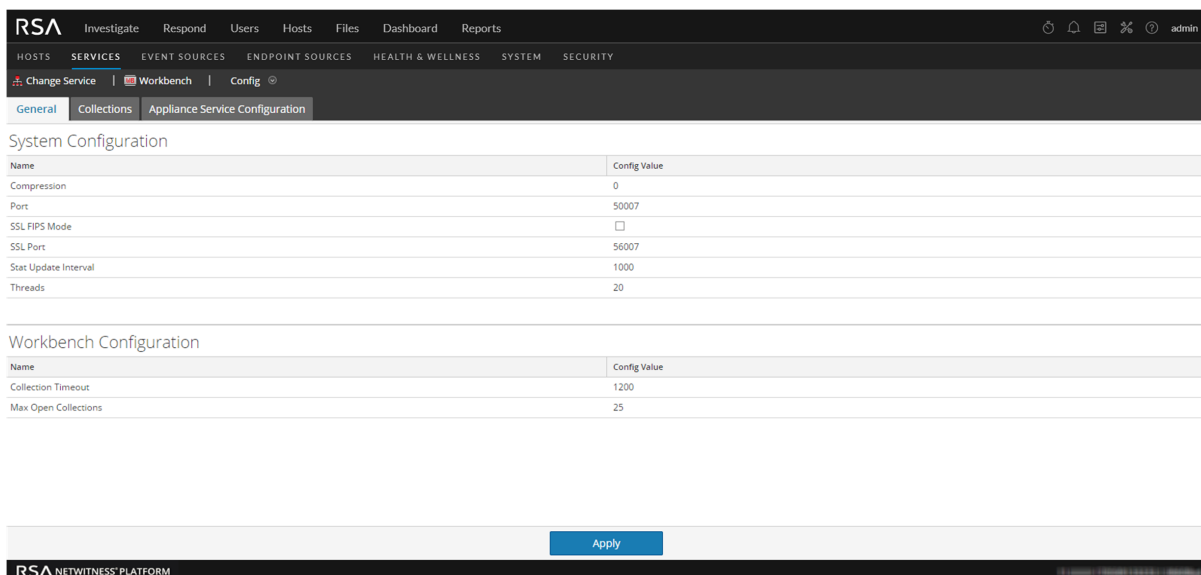 RSA Investigate Respond Users Hosts Files Dashboard Reports admin
HOSTS SERVICES EVENT SOURCES ENDPOINT SOURCES HEALTH & WELLNESS SYSTEM SECURITY
Change Service | Workbench | Config
General Collections Appliance Service Configuration
System Configuration
Name Config Value
Compression 0
Port 50007
SSL FIPS Mode
SSL Port 56007
Stat Update Interval 1000
Threads 20
Workbench Configuration
Name Config Value
Collection Timeout 1200
Max Open Collections 25
Apply
RSA NETWITNESS® PLATFORM